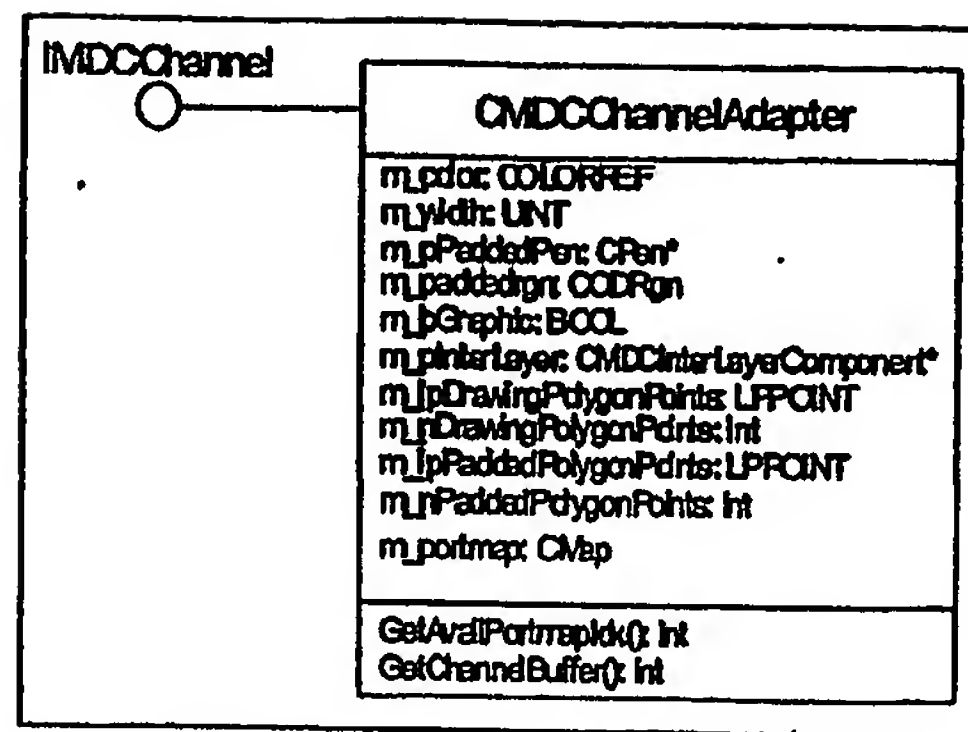 IMDCChannel
CMDCChannelAdapter
m_pcolor: COLORREF
m_width: UINT
m_pPaddedPen: CPen*
m_paddedrgn: CODRgn
m_bGraphic: BOOL
m_pInterLayer: CMDCInterLayerComponent*
m_lpDrawingPolygonPoints: LPPOINT
m_nDrawingPolygonPoints: Int
m_lpPaddedPolygonPoints: LPPOINT
m_nPaddedPolygonPoints: Int
m_portmap: CMap
GetAvailPortmapIdx(): Int
GetChannelBuffer(): Int